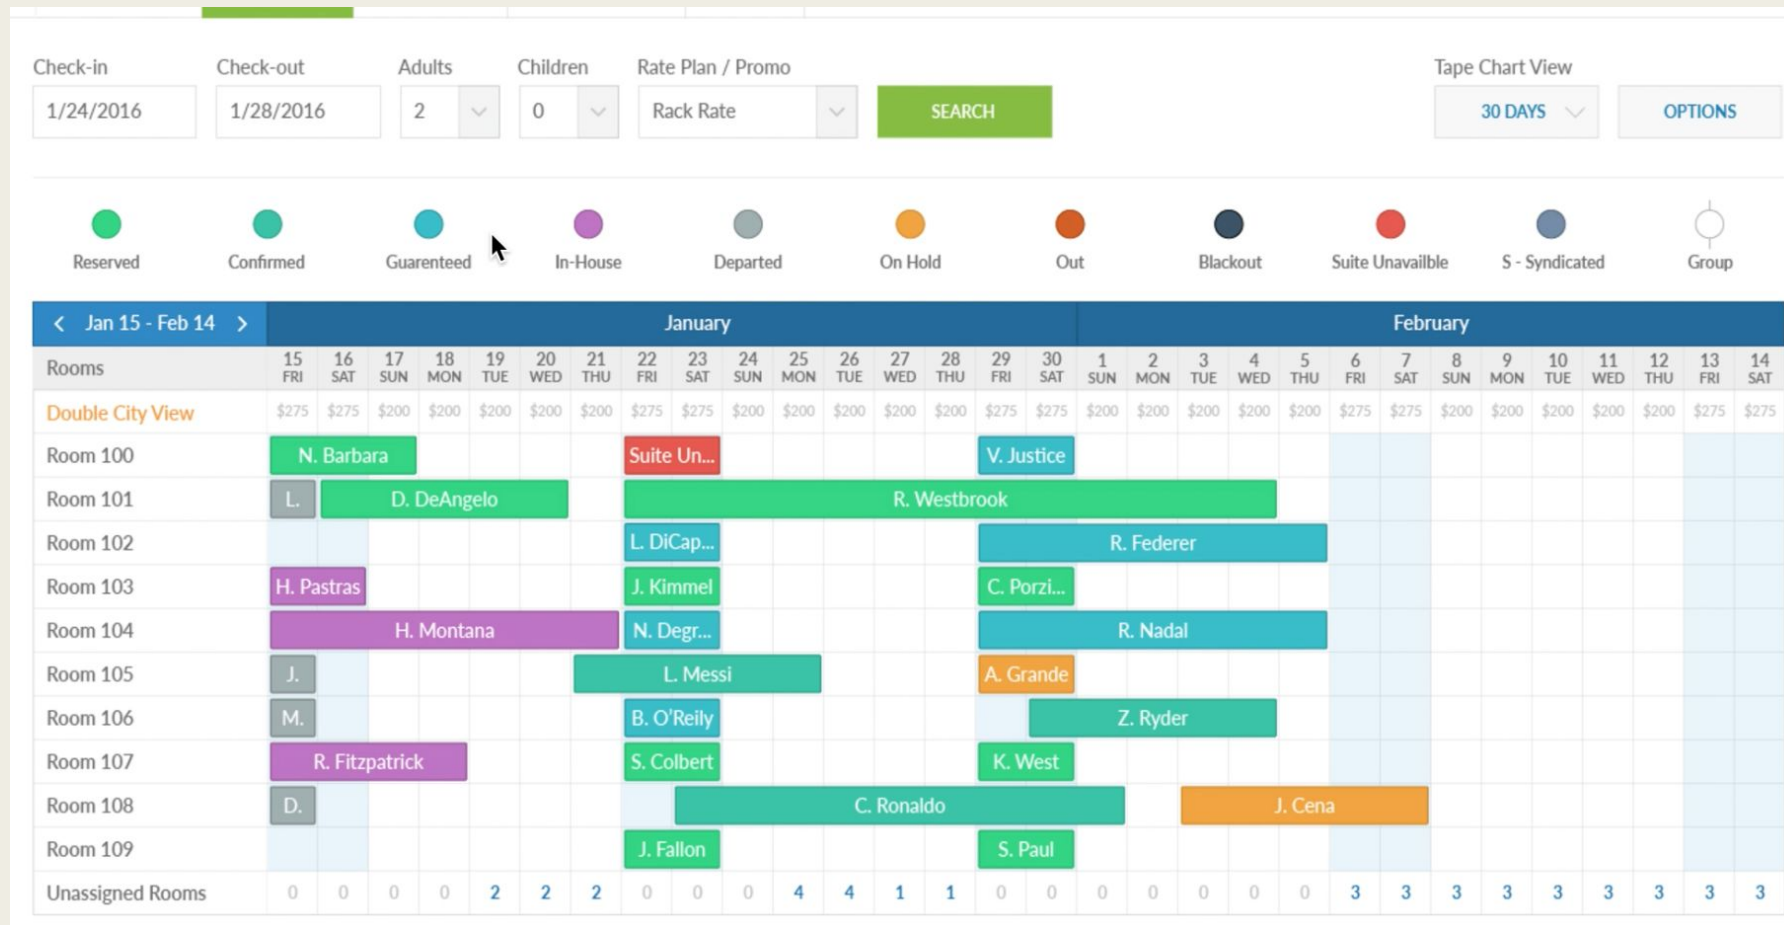 Check-in Check-out Adults Children Rate Plan / Promo Tape Chart View
1/24/2016 1/28/2016 2 0 Rack Rate SEARCH 30 DAYS OPTIONS
Reserved Confirmed Guarenteed In-House Departed On Hold Out Blackout Suite Unavailble S - Syndicated Group
Jan 15 - Feb 14 January February
Rooms 15 16 17 18 19 20 21 22 23 24 25 26 27 28 29 30 1 2 3 4 5 6 7 8 9 10 11 12 13 14
FRI SAT SUN MON TUE WED THU FRI SAT SUN MON TUE WED THU FRI SAT SUN MON TUE WED THU FRI SAT SUN MON TUE WED THU FRI SAT
Double City View $275 $275 $200 $200 $200 $200 $200 $275 $275 $200 $200 $200 $200 $200 $275 $275 $200 $200 $200 $200 $200 $275 $275 $200 $200 $200 $200 $200 $275 $275
Room 100 N. Barbara Suite Un... V. Justice
Room 101 L. D. DeAngelo R. Westbrook
Room 102 L. DiCap... R. Federer
Room 103 H. Pastras J. Kimmel C. Porzi...
Room 104 H. Montana N. Degr... R. Nadal
Room 105 J. L. Messi A. Grande
Room 106 M. B. O'Reily Z. Ryder
Room 107 R. Fitzpatrick S. Colbert K. West
Room 108 D. C. Ronaldo J. Cena
Room 109 J. Fallon S. Paul
Unassigned Rooms 0 0 0 0 2 2 2 0 0 0 4 4 1 1 0 0 0 0 0 0 0 3 3 3 3 3 3 3 3 3